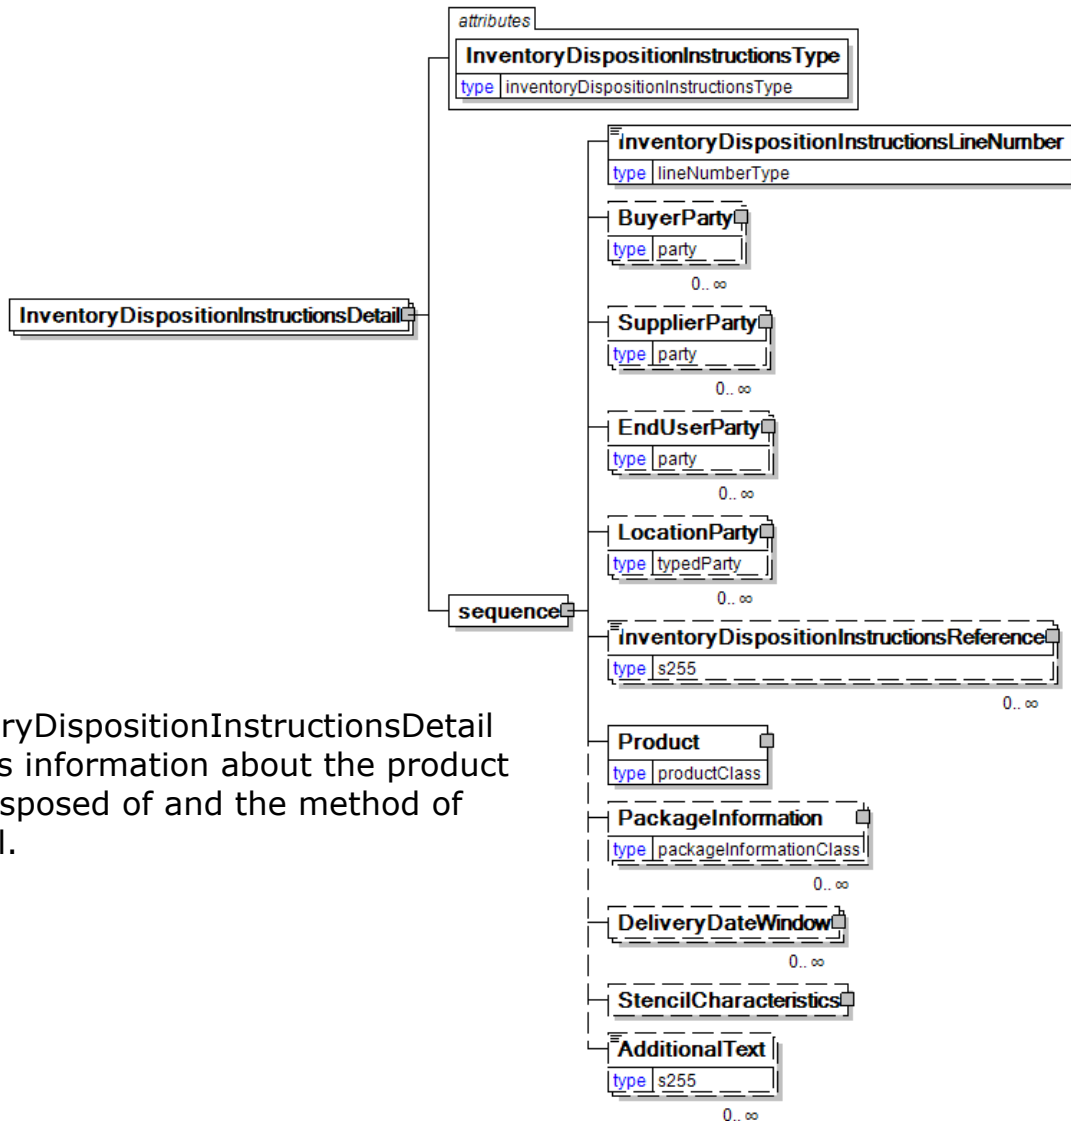 attributes
InventoryDispositionInstructionsType
type inventoryDispositionInstructionsType
InventoryDispositionInstructionsLineNumber
type lineNumberType
BuyerParty
type party
0.. ∞
InventoryDispositionInstructionsDetail
SupplierParty
type party
0.. ∞
EndUserParty
type party
0.. ∞
LocationParty
type typedParty
0.. ∞
sequence
InventoryDispositionInstructionsReference
type s255
0.. ∞
ryDispositionInstructionsDetail
s information about the product
sposed of and the method of
l.
Product
type productClass
PackageInformation
type packageInformationClass
0.. ∞
DeliveryDateWindow
0.. ∞
StencilCharacteristics
AdditionalText
type s255
0.. ∞